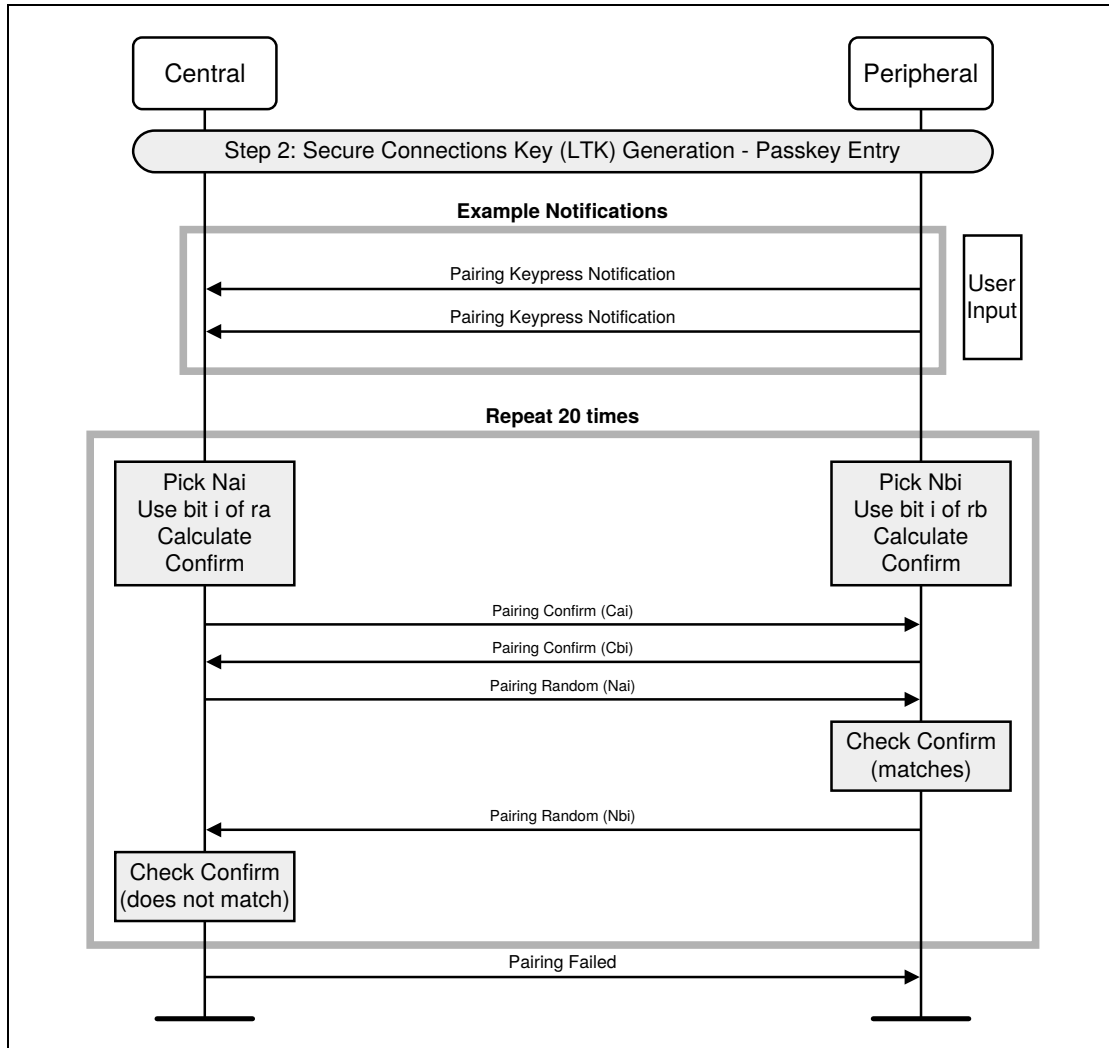 Central
Peripheral
Step 2: Secure Connections Key (LTK) Generation - Passkey Entry
Example Notifications
Pairing Keypress Notification
User
Input
Pairing Keypress Notification
Repeat 20 times
Pick Nai
Use bit i of ra
Calculate
Confirm
Pick Nbi
Use bit i of rb
Calculate
Confirm
Pairing Confirm (Cai)
Pairing Confirm (Cbi)
Pairing Random (Nai)
Check Confirm
(matches)
Pairing Random (Nbi)
Check Confirm
(does not match)
Pairing Failed